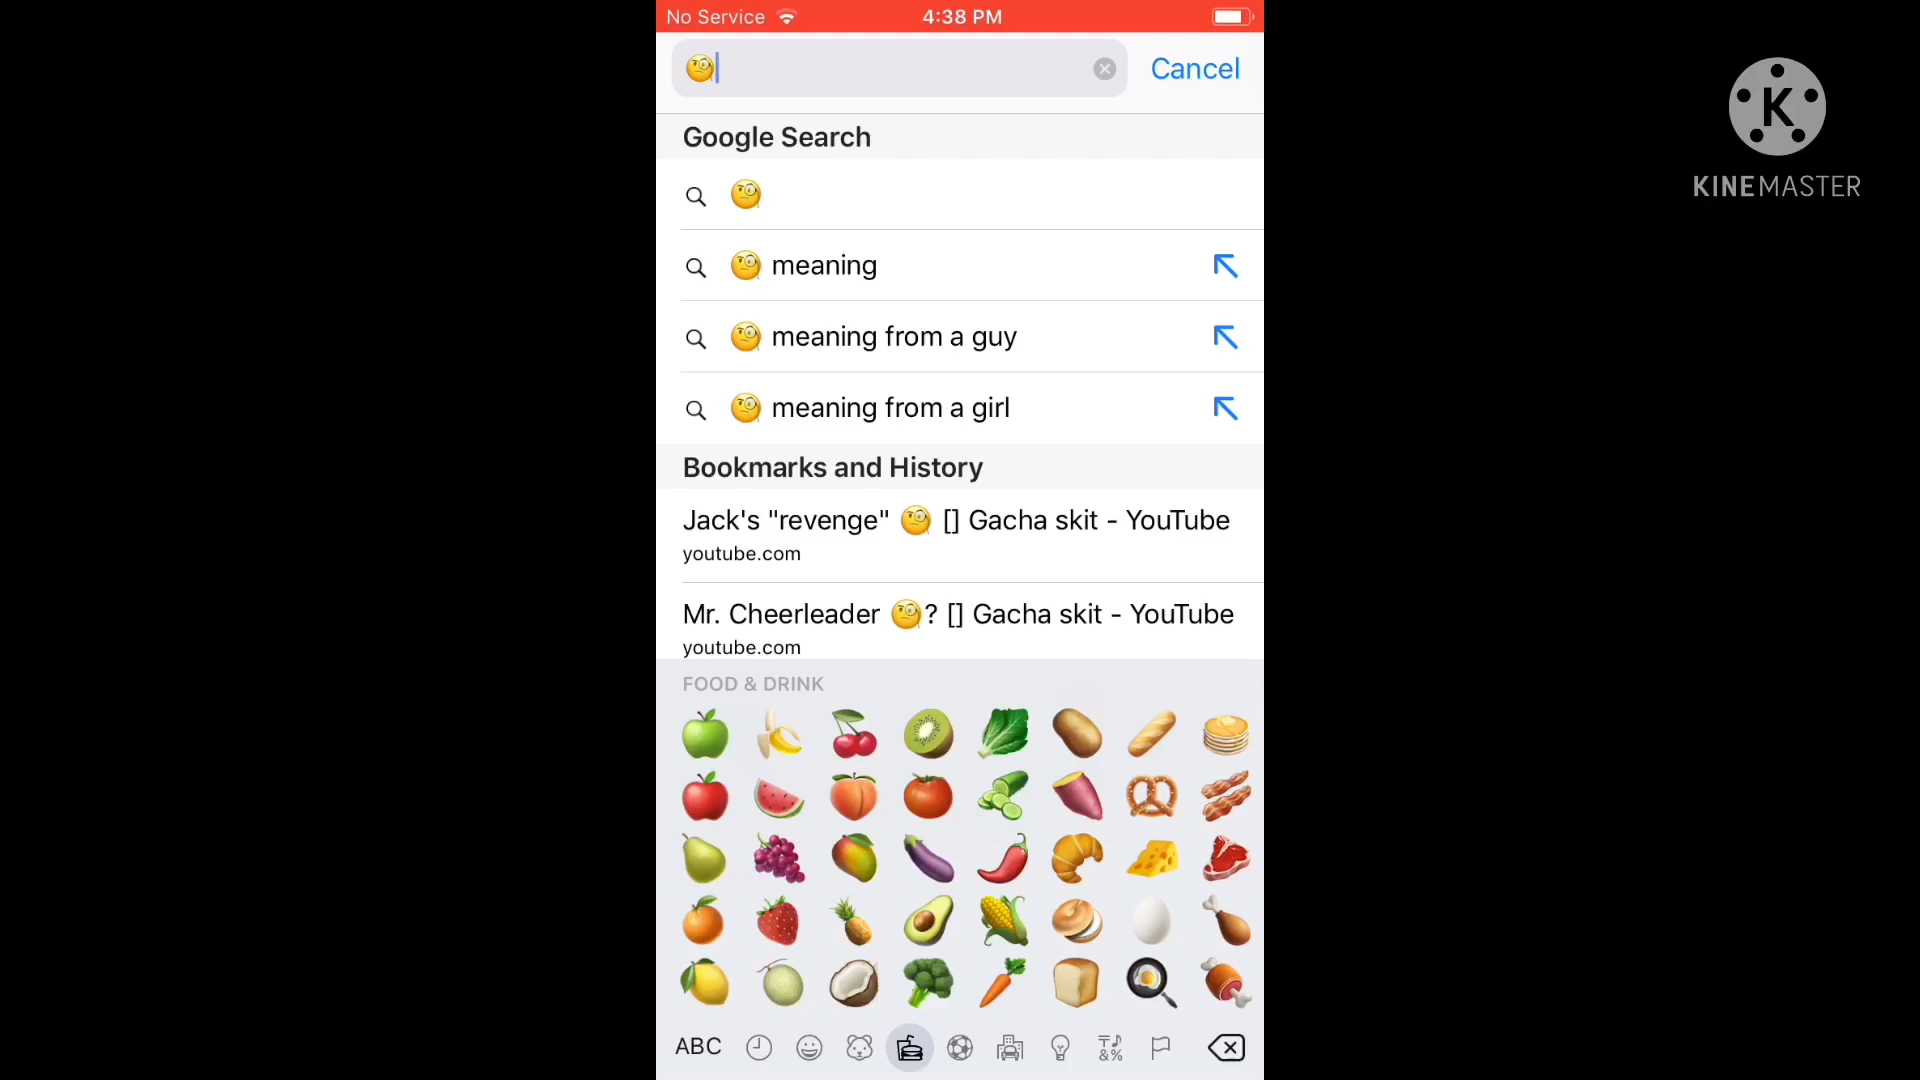 No Service 4:38 PM
🧐 Cancel
Google Search
🧐
🧐 meaning
🧐 meaning from a guy
🧐 meaning from a girl
Bookmarks and History
Jack's "revenge" 🧐 [] Gacha skit - YouTube
youtube.com
Mr. Cheerleader 🧐? [] Gacha skit - YouTube
youtube.com
FOOD & DRINK
ABC
K
KINEMASTER